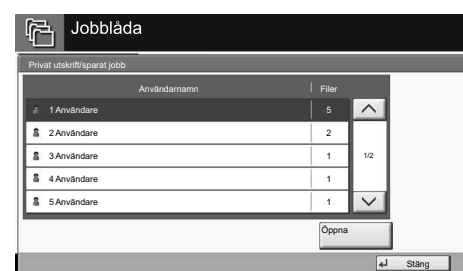 Jobblåda
Privat utskrift/sparat jobb
Användarnamn Filer
1 Användare 5
2 Användare 2
3 Användare 1
4 Användare 1
5 Användare 1
1/2
Öppna
Stäng